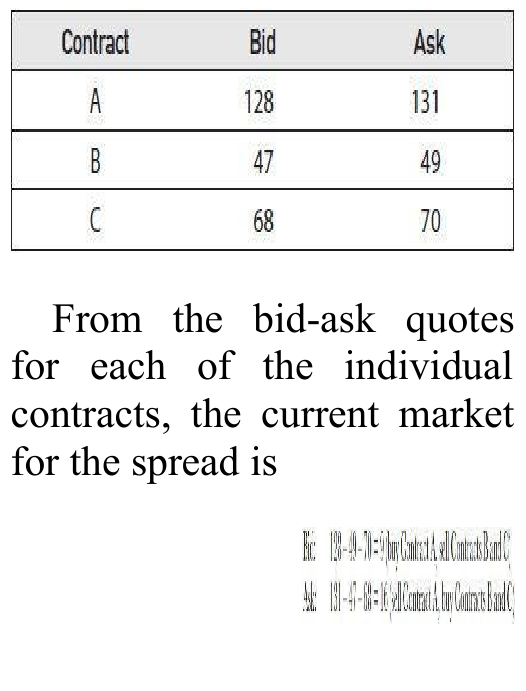 Contract Bid Ask
A 128 131
B 47 49
C 68 70
From the bid-ask quotes
for each of the individual
contracts, the current market
for the spread is
Bid: 128 – 49 – 70 = 9 (buy Contract A, sell Contracts B and C)
Ask: 131 – 47 – 68 = 16 (sell Contract A, buy Contracts B and C)